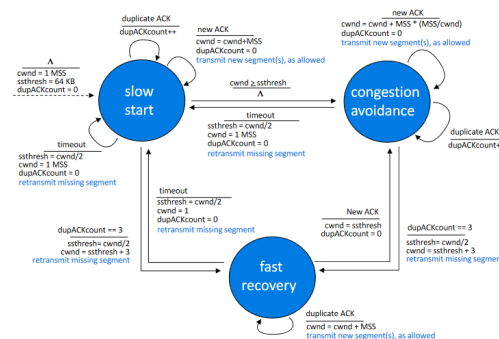 duplicate ACK
dupACKcount++
new ACK
cwnd = cwnd+MSS
dupACKcount = 0
transmit new segment(s), as allowed
new ACK
cwnd = cwnd + MSS * (MSS/cwnd)
dupACKcount = 0
transmit new segment(s), as allowed
Λ
cwnd = 1 MSS
ssthresh = 64 KB
dupACKcount = 0
slow
start
cwnd ≥ ssthresh
Λ
congestion
avoidance
timeout
ssthresh = cwnd/2
cwnd = 1 MSS
dupACKcount = 0
retransmit missing segment
timeout
ssthresh = cwnd/2
cwnd = 1 MSS
dupACKcount = 0
retransmit missing segment
duplicate ACK
dupACKcount+
timeout
ssthresh = cwnd/2
cwnd = 1
dupACKcount = 0
retransmit missing segment
dupACKcount == 3
ssthresh= cwnd/2
cwnd = ssthresh + 3
retransmit missing segment
New ACK
cwnd = ssthresh
dupACKcount = 0
dupACKcount == 3
ssthresh= cwnd/2
cwnd = ssthresh + 3
retransmit missing segment
fast
recovery
duplicate ACK
cwnd = cwnd + MSS
transmit new segment(s), as allowed